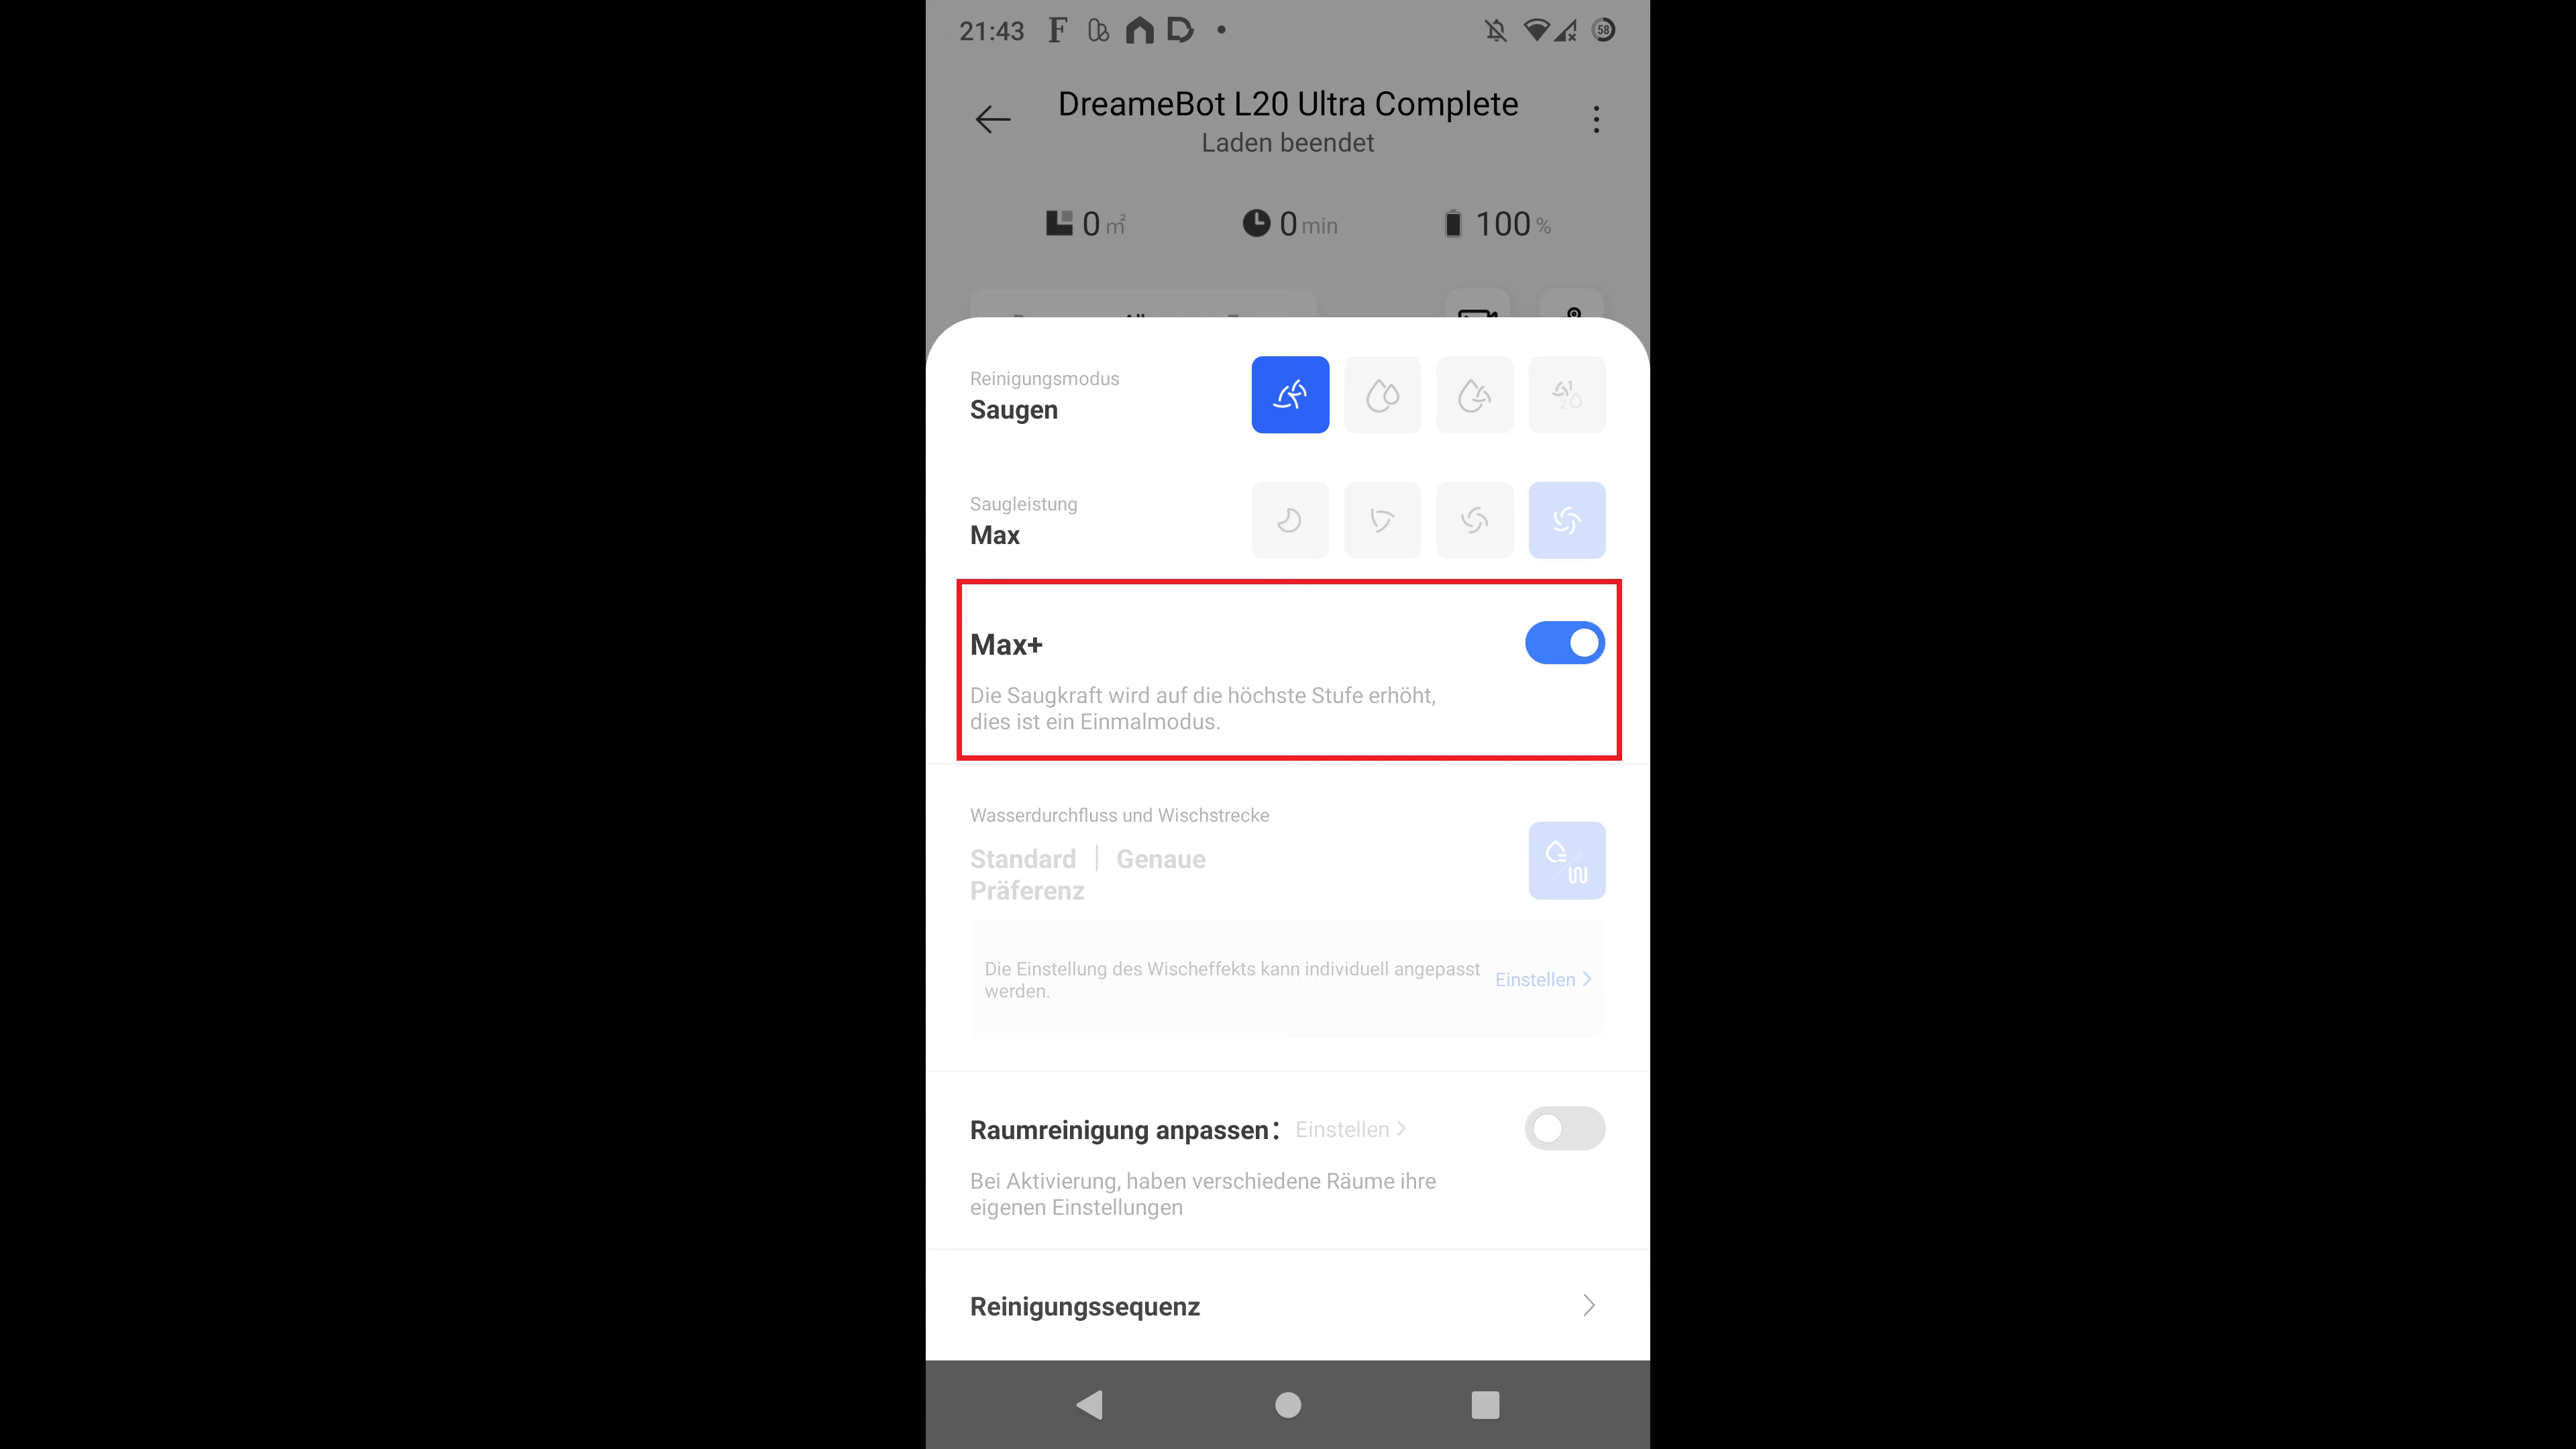 21:43
58
DreameBot L20 Ultra Complete
Laden beendet
0 m²
0 min
100 %
Reinigungsmodus
Saugen
1
2
Saugleistung
Max
Max+
Die Saugkraft wird auf die höchste Stufe erhöht,
dies ist ein Einmalmodus.
Wasserdurchfluss und Wischstrecke
Standard | Genaue
Präferenz
Die Einstellung des Wischeffekts kann individuell angepasst
werden.
Einstellen >
Raumreinigung anpassen: Einstellen >
Bei Aktivierung, haben verschiedene Räume ihre
eigenen Einstellungen
Reinigungssequenz